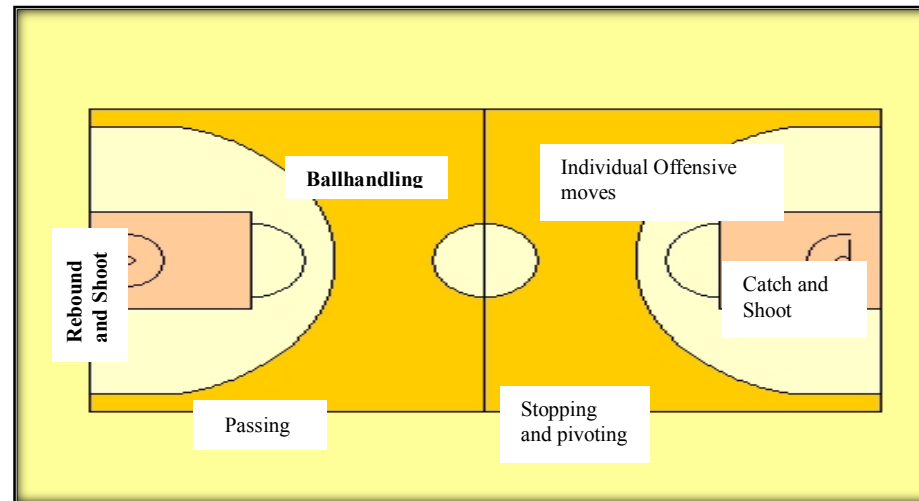 Ballhandling
Individual Offensive
moves
Rebound
and Shoot
Catch and
Shoot
Passing
Stopping
and pivoting